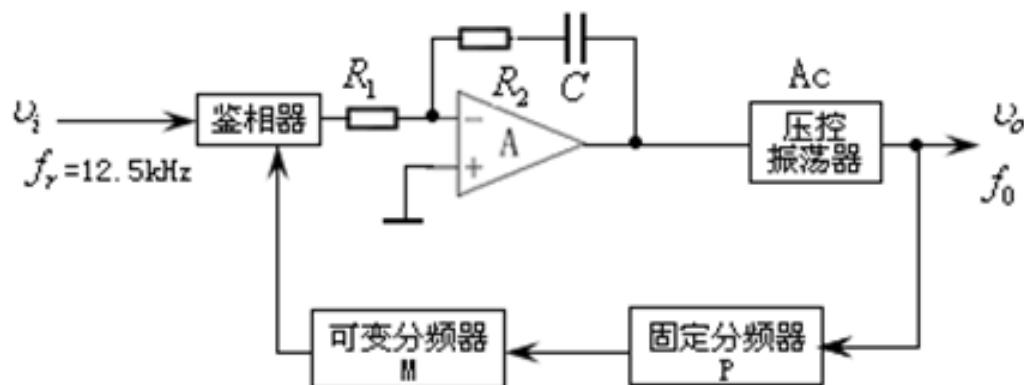 R₁
R₂
C
Ac
υᵢ
鉴相器
−
A
+
压控
振荡器
υₒ
fᵣ=12.5kHz
f₀
可变分频器
M
固定分频器
P